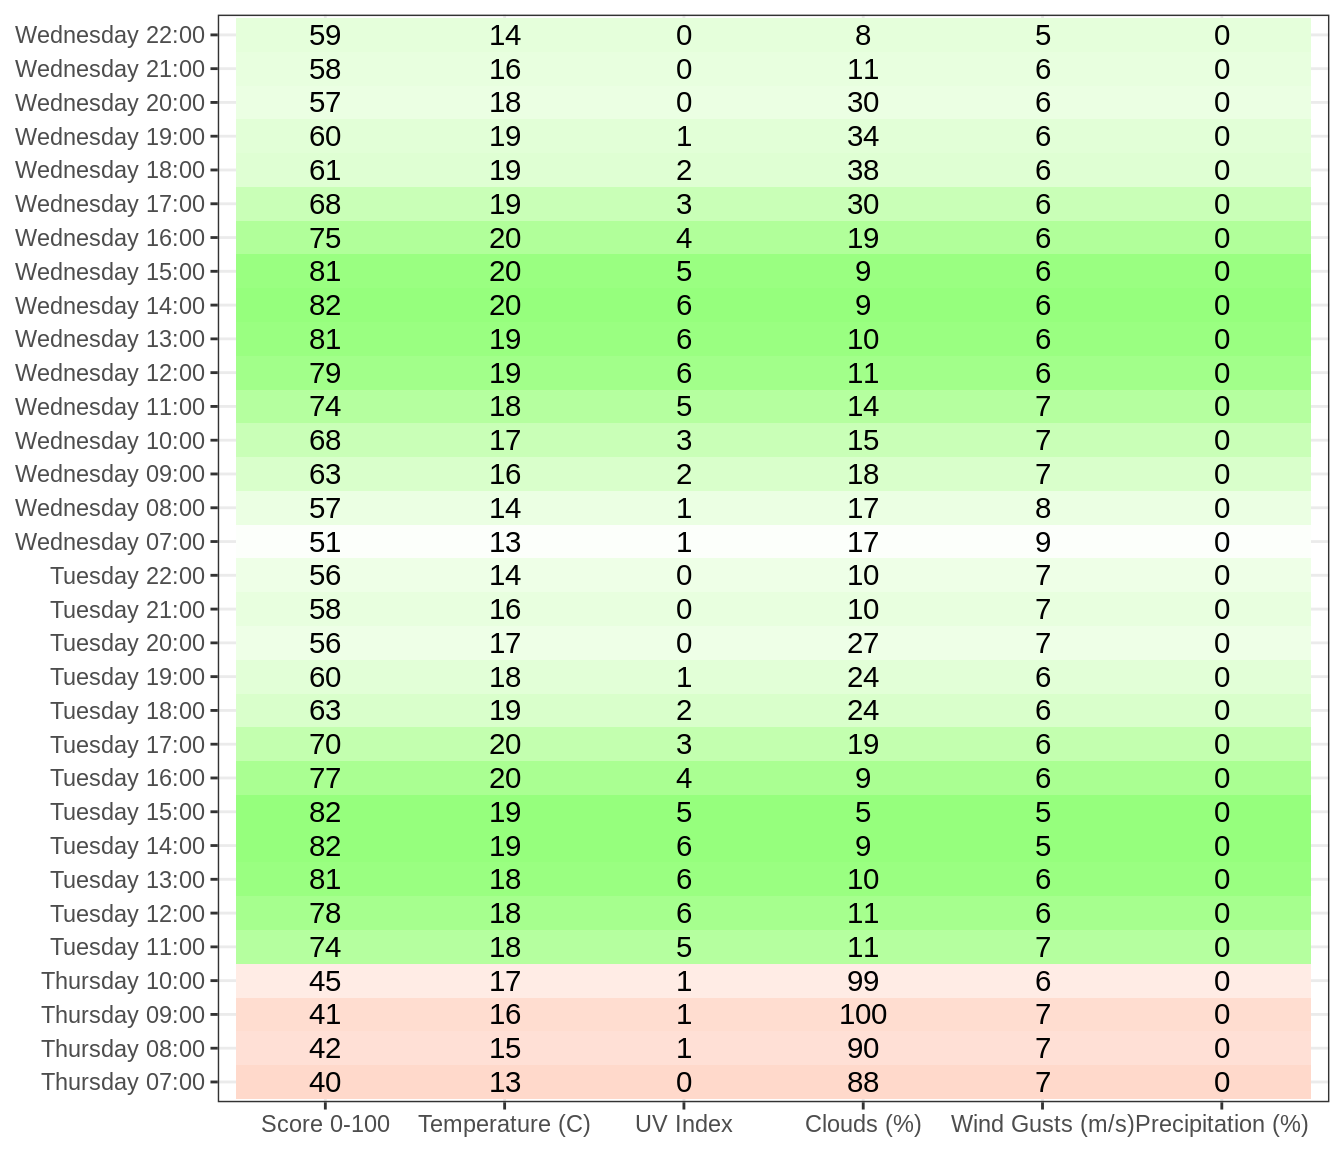 Wednesday 22:00 59 14 0 8 5 0
Wednesday 21:00 58 16 0 11 6 0
Wednesday 20:00 57 18 0 30 6 0
Wednesday 19:00 60 19 1 34 6 0
Wednesday 18:00 61 19 2 38 6 0
Wednesday 17:00 68 19 3 30 6 0
Wednesday 16:00 75 20 4 19 6 0
Wednesday 15:00 81 20 5 9 6 0
Wednesday 14:00 82 20 6 9 6 0
Wednesday 13:00 81 19 6 10 6 0
Wednesday 12:00 79 19 6 11 6 0
Wednesday 11:00 74 18 5 14 7 0
Wednesday 10:00 68 17 3 15 7 0
Wednesday 09:00 63 16 2 18 7 0
Wednesday 08:00 57 14 1 17 8 0
Wednesday 07:00 51 13 1 17 9 0
Tuesday 22:00 56 14 0 10 7 0
Tuesday 21:00 58 16 0 10 7 0
Tuesday 20:00 56 17 0 27 7 0
Tuesday 19:00 60 18 1 24 6 0
Tuesday 18:00 63 19 2 24 6 0
Tuesday 17:00 70 20 3 19 6 0
Tuesday 16:00 77 20 4 9 6 0
Tuesday 15:00 82 19 5 5 5 0
Tuesday 14:00 82 19 6 9 5 0
Tuesday 13:00 81 18 6 10 6 0
Tuesday 12:00 78 18 6 11 6 0
Tuesday 11:00 74 18 5 11 7 0
Thursday 10:00 45 17 1 99 6 0
Thursday 09:00 41 16 1 100 7 0
Thursday 08:00 42 15 1 90 7 0
Thursday 07:00 40 13 0 88 7 0
Score 0-100 Temperature (C) UV Index Clouds (%) Wind Gusts (m/s) Precipitation (%)